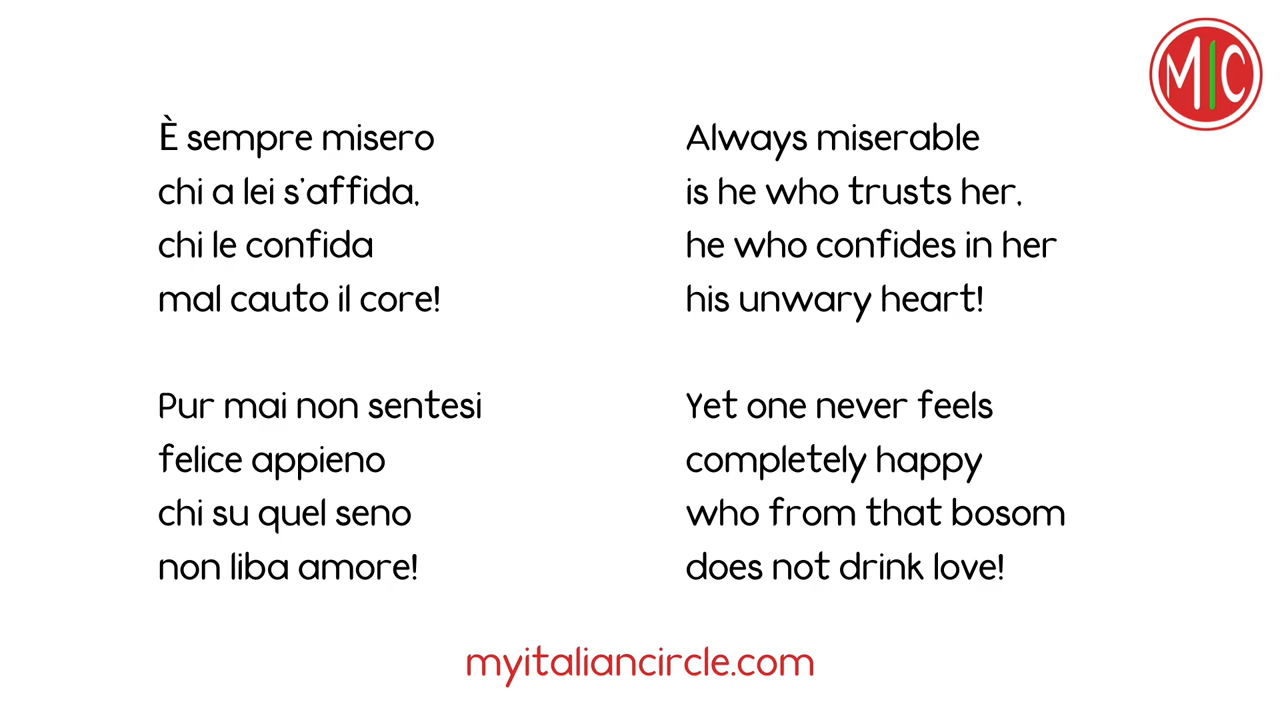 MIC
È sempre misero
chi a lei s'affida,
chi le confida
mal cauto il core!
Pur mai non sentesi
felice appieno
chi su quel seno
non liba amore!
Always miserable
is he who trusts her,
he who confides in her
his unwary heart!
Yet one never feels
completely happy
who from that bosom
does not drink love!
myitaliancircle.com